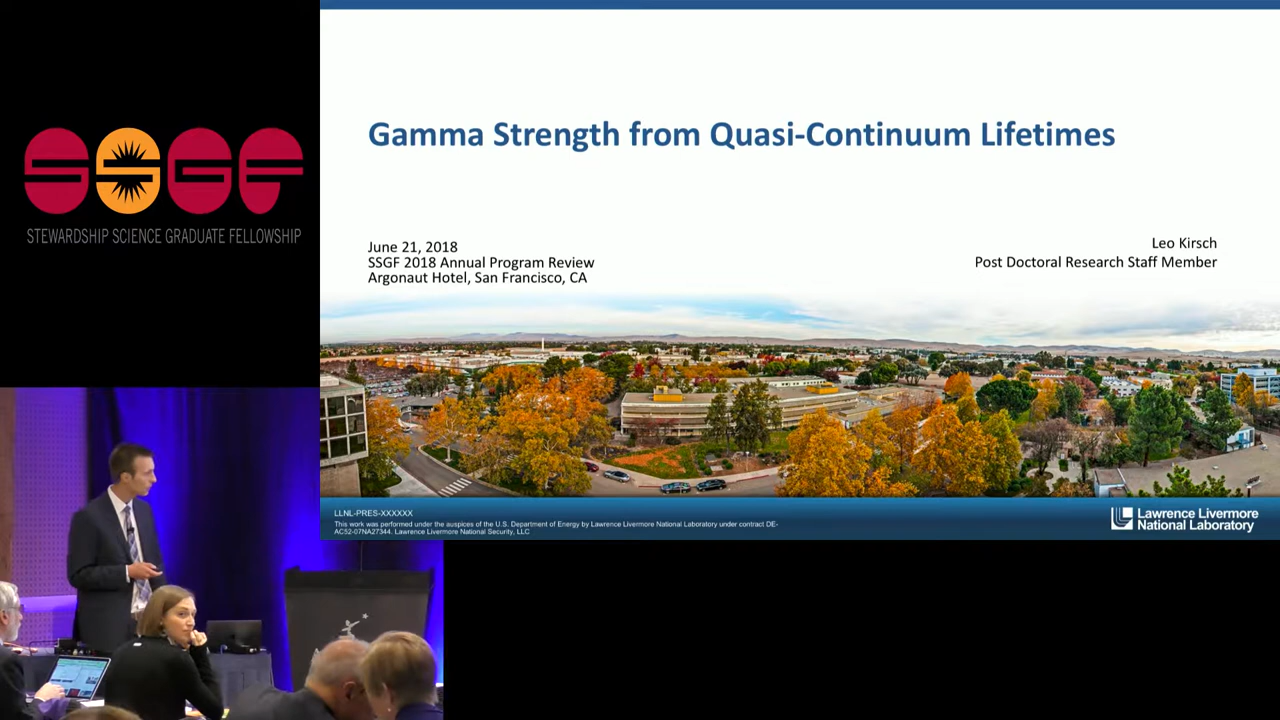 SSGF
STEWARDSHIP SCIENCE GRADUATE FELLOWSHIP
Gamma Strength from Quasi-Continuum Lifetimes
June 21, 2018
SSGF 2018 Annual Program Review
Argonaut Hotel, San Francisco, CA
Leo Kirsch
Post Doctoral Research Staff Member
LLNL-PRES-XXXXXX
This work was performed under the auspices of the U.S. Department of Energy by Lawrence Livermore National Laboratory under contract DE-
AC52-07NA27344. Lawrence Livermore National Security, LLC
Lawrence Livermore
National Laboratory